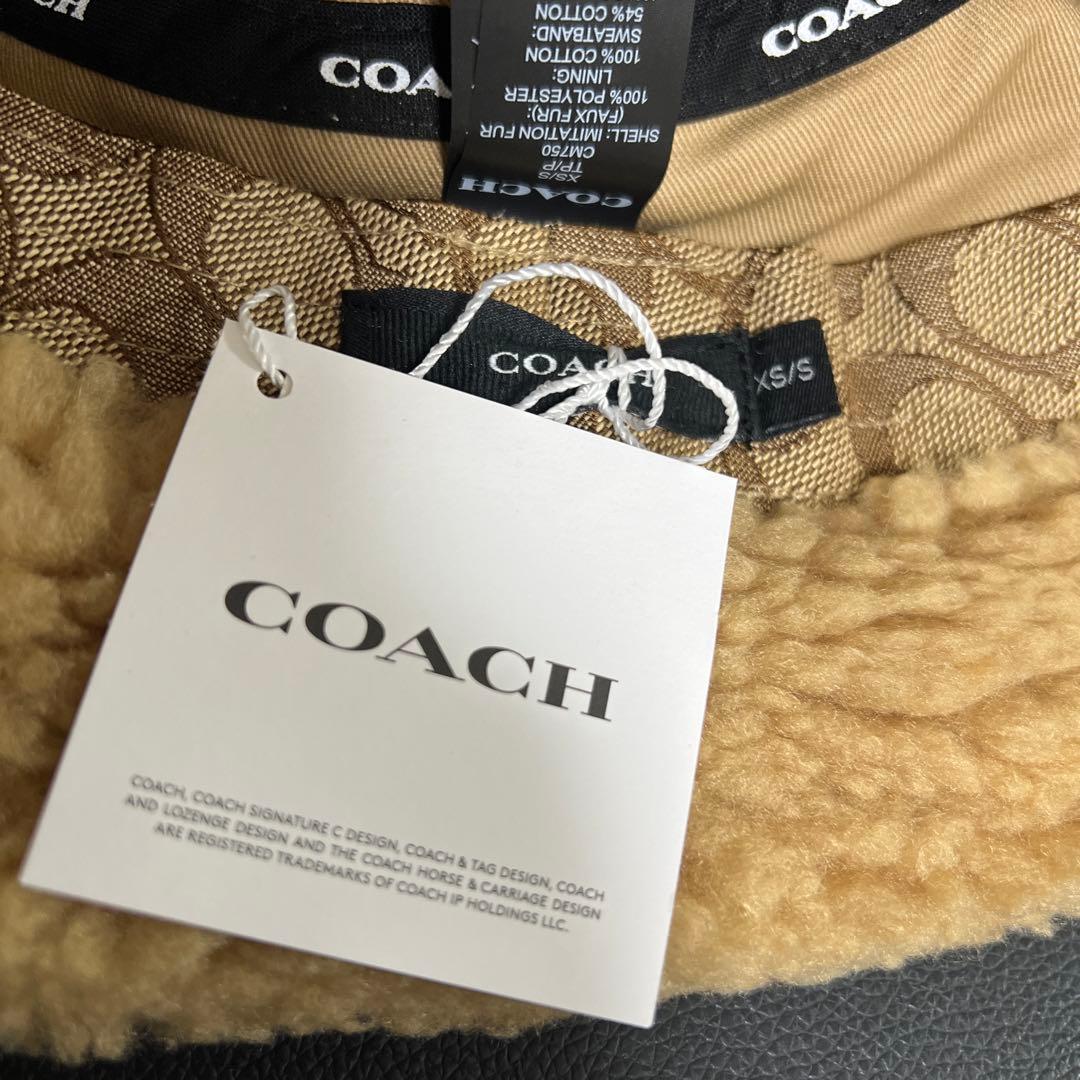 COACH
COACH
COACH
COACH
XS/S
TP/P
CM750
SHELL: IMITATION FUR
(FAUX FUR):
100% POLYESTER
LINING:
100% COTTON
SWEATBAND:
54% COTTON
COACH
XS/S
COACH
COACH, COACH SIGNATURE C DESIGN, COACH & TAG DESIGN, COACH
AND LOZENGE DESIGN AND THE COACH HORSE & CARRIAGE DESIGN
ARE REGISTERED TRADEMARKS OF COACH IP HOLDINGS LLC.